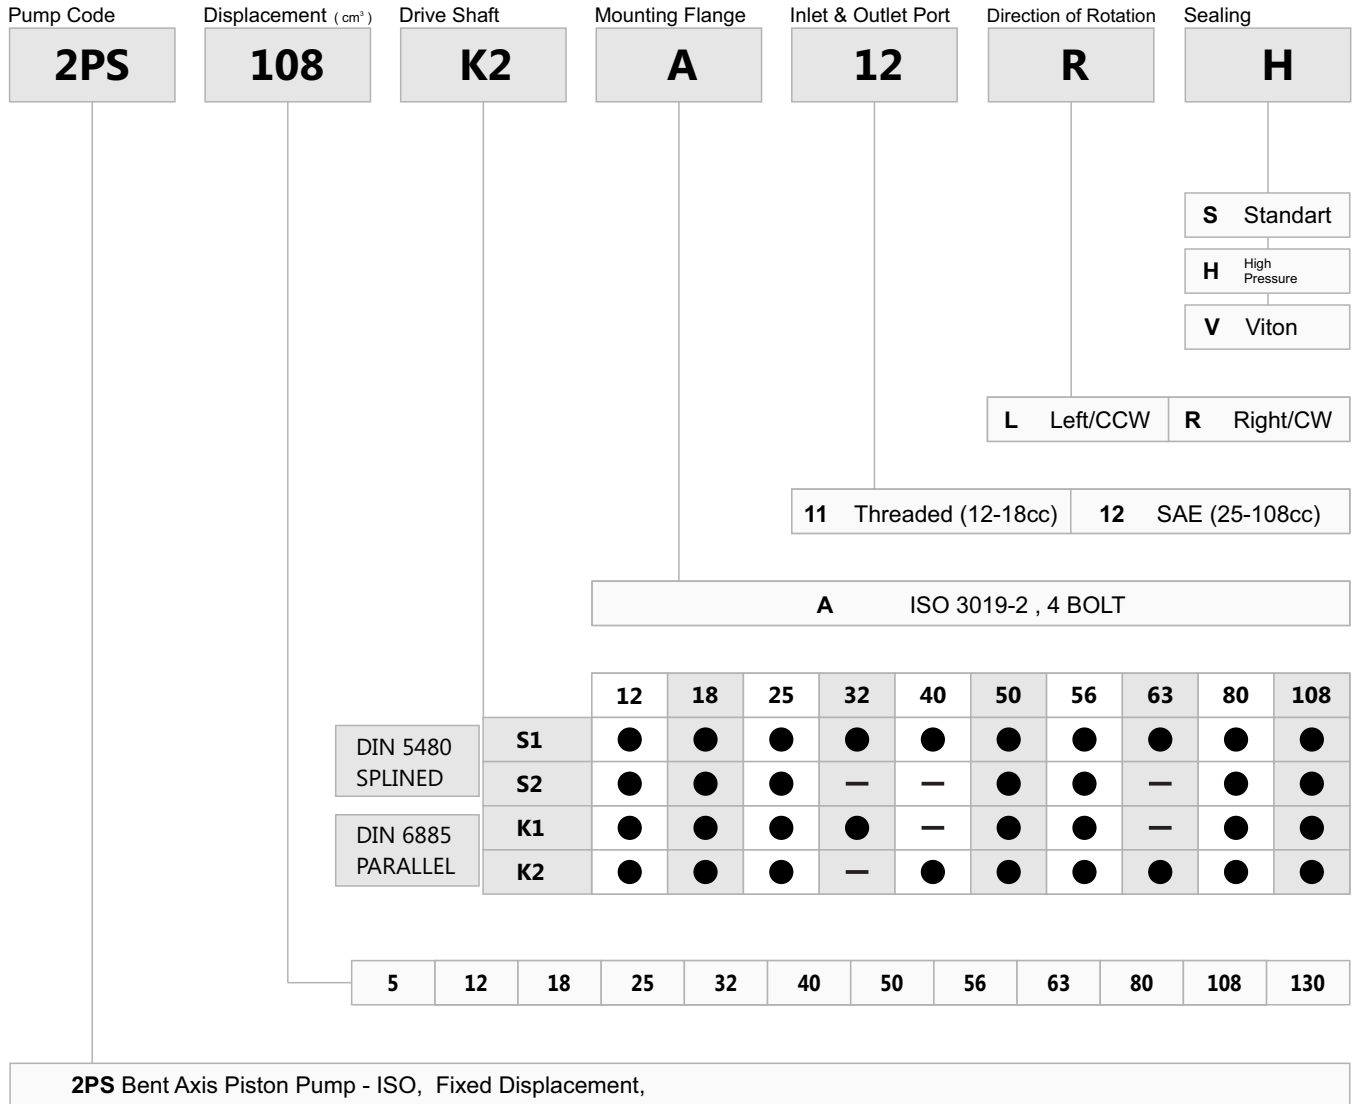 Pump Code Displacement ( cm³ ) Drive Shaft Mounting Flange Inlet & Outlet Port Direction of Rotation Sealing
2PS 108 K2 A 12 R H
S Standart
H High
Pressure
V Viton
L Left/CCW R Right/CW
11 Threaded (12-18cc) 12 SAE (25-108cc)
A ISO 3019-2 , 4 BOLT
12 18 25 32 40 50 56 63 80 108
DIN 5480
SPLINED
S1 ● ● ● ● ● ● ● ● ● ●
S2 ● ● ● – – ● ● – ● ●
DIN 6885
PARALLEL
K1 ● ● ● ● – ● ● – ● ●
K2 ● ● ● – ● ● ● ● ● ●
5 12 18 25 32 40 50 56 63 80 108 130
2PS Bent Axis Piston Pump - ISO, Fixed Displacement,